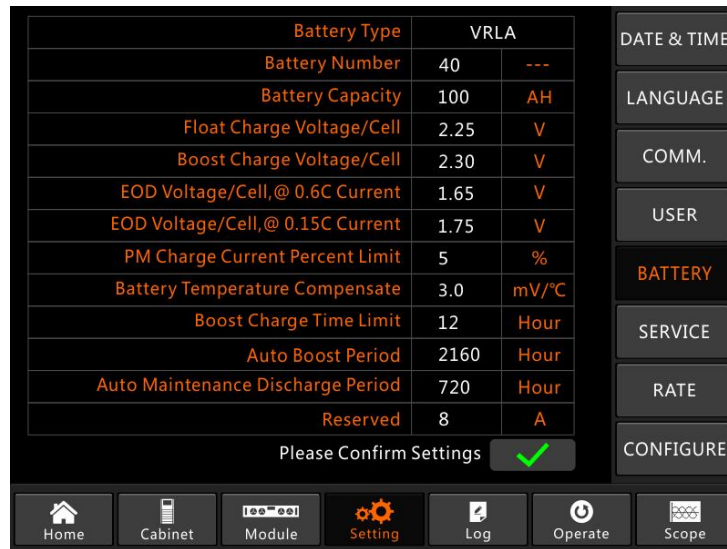 Battery Type VRLA
Battery Number 40 ---
Battery Capacity 100 AH
Float Charge Voltage/Cell 2.25 V
Boost Charge Voltage/Cell 2.30 V
EOD Voltage/Cell,@ 0.6C Current 1.65 V
EOD Voltage/Cell,@ 0.15C Current 1.75 V
PM Charge Current Percent Limit 5 %
Battery Temperature Compensate 3.0 mV/℃
Boost Charge Time Limit 12 Hour
Auto Boost Period 2160 Hour
Auto Maintenance Discharge Period 720 Hour
Reserved 8 A
Please Confirm Settings
DATE & TIME
LANGUAGE
COMM.
USER
BATTERY
SERVICE
RATE
CONFIGURE
Home Cabinet Module Setting Log Operate Scope